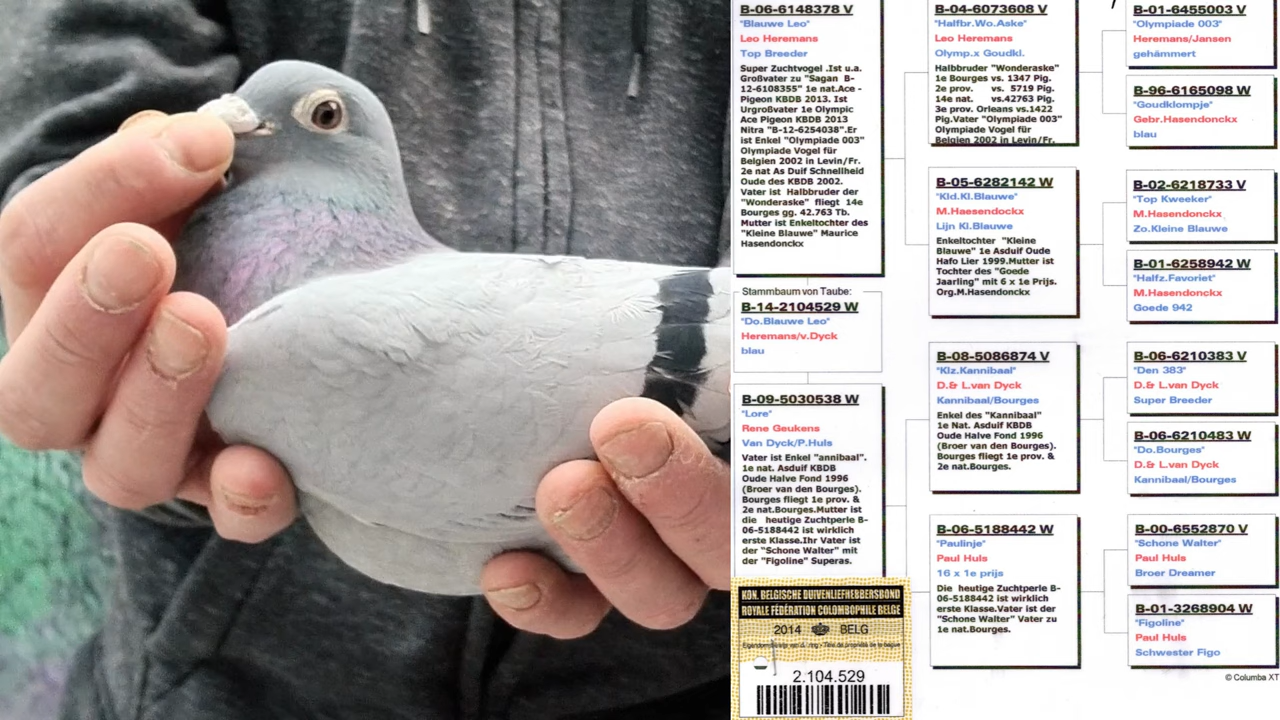 B-06-6148378 V
"Blauwe Leo"
Leo Heremans
Top Breeder
Super Zuchtvogel .Ist u.a.
Großvater zu "Sagan B-
12-6108355" 1e nat.Ace -
Pigeon KBDB 2013. Ist
Urgroßvater 1e Olympic
Ace Pigeon KBDB 2013
Nitra "B-12-6254038".Er
ist Enkel "Olympiade 003"
Olympiade Vogel für
Belgien 2002 in Levin/Fr.
2e nat As Duif Schnellheid
Oude des KBDB 2002.
Vater ist Halbbruder der
"Wonderaske" fliegt 14e
Bourges gg. 42.763 Tb.
Mutter ist Enkeltochter des
"Kleine Blauwe" Maurice
Hasendonckx
Stammbaum von Taube:
B-14-2104529 W
"Do.Blauwe Leo"
Heremans/v.Dyck
blau
B-09-5030538 W
"Lore"
Rene Geukens
Van Dyck/P.Huls
Vater ist Enkel "annibaal".
1e nat. Asduif KBDB
Oude Halve Fond 1996
(Broer van den Bourges).
Bourges fliegt 1e prov. &
2e nat.Bourges.Mutter ist
die heutige Zuchtperle B-
06-5188442 ist wirklich
erste Klasse.Ihr Vater ist
der "Schone Walter" mit
der "Figoline" Superas.
KON. BELGISCHE DUIVENLIEFHEBBERSBOND
ROYALE FÉDÉRATION COLOMBOPHILE BELGE
2014 BELG
2.104.529
B-04-6073608 V
"Halfbr.Wo.Aske"
Leo Heremans
Olymp.x Goudkl.
Halbbruder "Wonderaske"
1e Bourges vs. 1347 Pig.
2e prov. vs. 5719 Pig.
14e nat. vs.42763 Pig.
3e prov. Orleans vs.1422
Pig.Vater "Olympiade 003"
Olympiade Vogel für
Belgien 2002 in Levin/Fr.
B-05-6282142 W
"Kld.Kl.Blauwe"
M.Haesendockx
Lijn Kl.Blauwe
Enkeltochter "Kleine
Blauwe" 1e Asduif Oude
Hafo Lier 1999.Mutter ist
Tochter des "Goede
Jaarling" mit 6 x 1e Prijs.
Org.M.Hasendonckx
B-08-5086874 V
"Klz.Kannibaal"
D.& L.van Dyck
Kannibaal/Bourges
Enkel des "Kannibaal"
1e Nat. Asduif KBDB
Oude Halve Fond 1996
(Broer van den Bourges).
Bourges fliegt 1e prov. &
2e nat.Bourges.
B-06-5188442 W
"Paulinje"
Paul Huls
16 x 1e prijs
Die heutige Zuchtperle B-
06-5188442 ist wirklich
erste Klasse.Vater ist der
"Schone Walter" Vater zu
1e nat.Bourges.
B-01-6455003 V
"Olympiade 003"
Heremans/Jansen
gehämmert
B-96-6165098 W
"Goudklompje"
Gebr.Hasendonckx
blau
B-02-6218733 V
"Top Kweeker"
M.Hasendonckx
Zo.Kleine Blauwe
B-01-6258942 W
"Halfz.Favoriet"
M.Hasendonckx
Goede 942
B-06-6210383 V
"Den 383"
D.& L.van Dyck
Super Breeder
B-06-6210483 W
"Do.Bourges"
D.& L.van Dyck
Kannibaal/Bourges
B-00-6552870 V
"Schone Walter"
Paul Huls
Broer Dreamer
B-01-3268904 W
"Figoline"
Paul Huls
Schwester Figo
© Columba XT